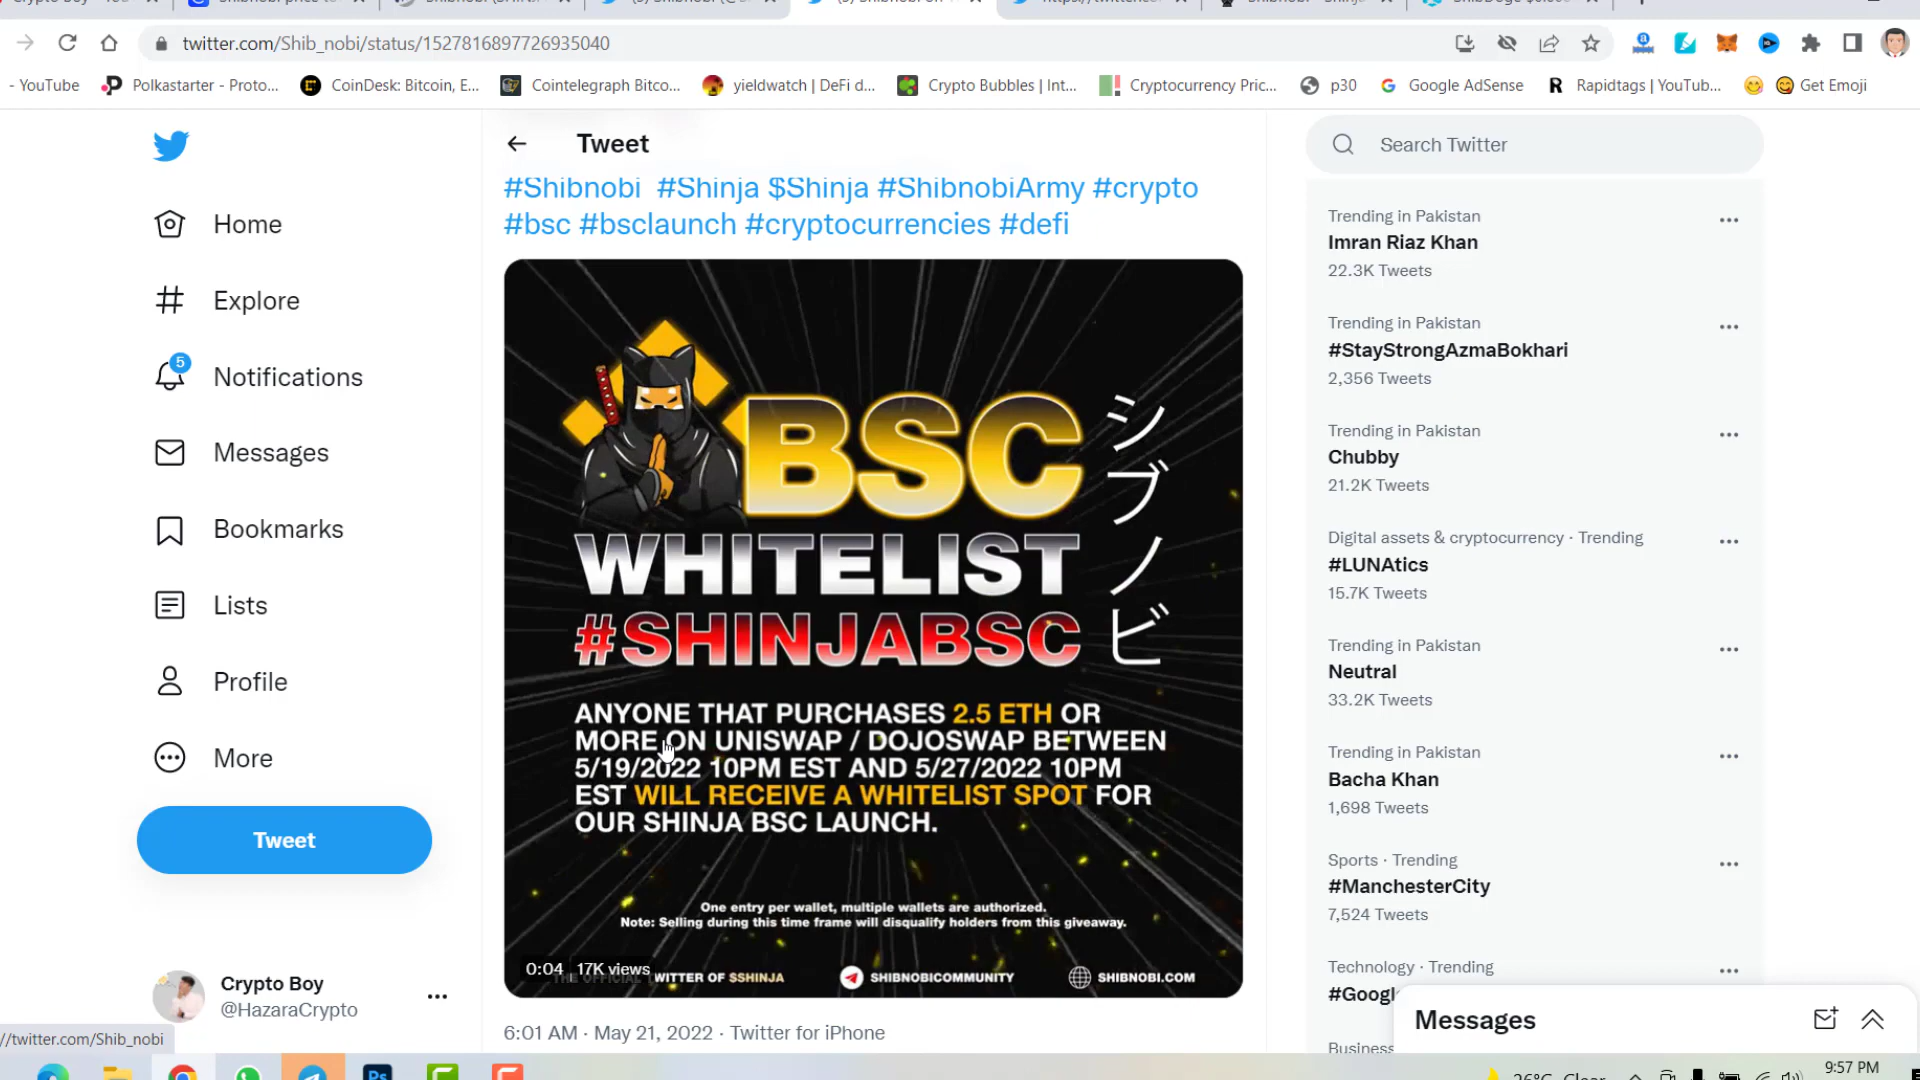 twitter.com/Shib_nobi/status/1527816897726935040
- YouTube
Polkastarter - Proto...
CoinDesk: Bitcoin, E...
Cointelegraph Bitco...
yieldwatch | DeFi d...
Crypto Bubbles | Int...
Cryptocurrency Pric...
p30
Google AdSense
Rapidtags | YouTub...
Get Emoji
Home
Explore
5
Notifications
Messages
Bookmarks
Lists
Profile
More
Tweet
Crypto Boy
@HazaraCrypto
//twitter.com/Shib_nobi
Tweet
#Shibnobi #Shinja $Shinja #ShibnobiArmy #crypto
#bsc #bsclaunch #cryptocurrencies #defi
BSC
WHITELIST
#SHINJABSC
シブノビ
ANYONE THAT PURCHASES 2.5 ETH OR
MORE ON UNISWAP / DOJOSWAP BETWEEN
5/19/2022 10PM EST AND 5/27/2022 10PM
EST WILL RECEIVE A WHITELIST SPOT FOR
OUR SHINJA BSC LAUNCH.
One entry per wallet, multiple wallets are authorized.
Note: Selling during this time frame will disqualify holders from this giveaway.
0:04 17K views
THE OFFICIAL TWITTER OF $SHINJA
SHIBNOBICOMMUNITY
SHIBNOBI.COM
6:01 AM · May 21, 2022 · Twitter for iPhone
Search Twitter
Trending in Pakistan
Imran Riaz Khan
22.3K Tweets
Trending in Pakistan
#StayStrongAzmaBokhari
2,356 Tweets
Trending in Pakistan
Chubby
21.2K Tweets
Digital assets & cryptocurrency · Trending
#LUNAtics
15.7K Tweets
Trending in Pakistan
Neutral
33.2K Tweets
Trending in Pakistan
Bacha Khan
1,698 Tweets
Sports · Trending
#ManchesterCity
7,524 Tweets
Technology · Trending
#Googl
Business
Messages
9:57 PM